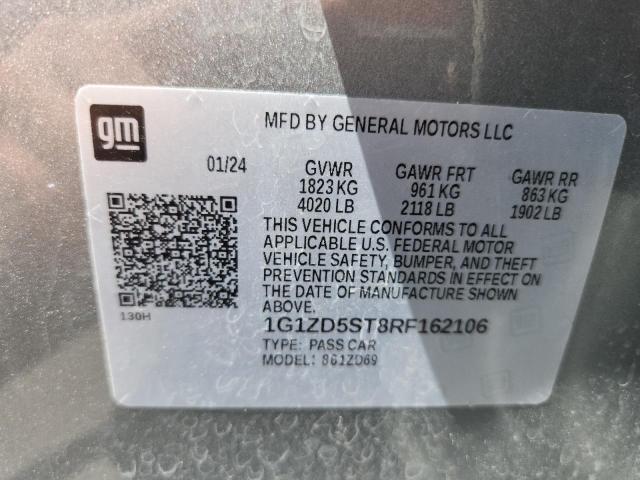 gm
MFD BY GENERAL MOTORS LLC
01/24 GVWR GAWR FRT GAWR RR
1823 KG 961 KG 863 KG
4020 LB 2118 LB 1902 LB
THIS VEHICLE CONFORMS TO ALL
APPLICABLE U.S. FEDERAL MOTOR
VEHICLE SAFETY, BUMPER, AND THEFT
PREVENTION STANDARDS IN EFFECT ON
THE DATE OF MANUFACTURE SHOWN
ABOVE.
130H
1G1ZD5ST8RF162106
TYPE: PASS CAR
MODEL: 861ZD69